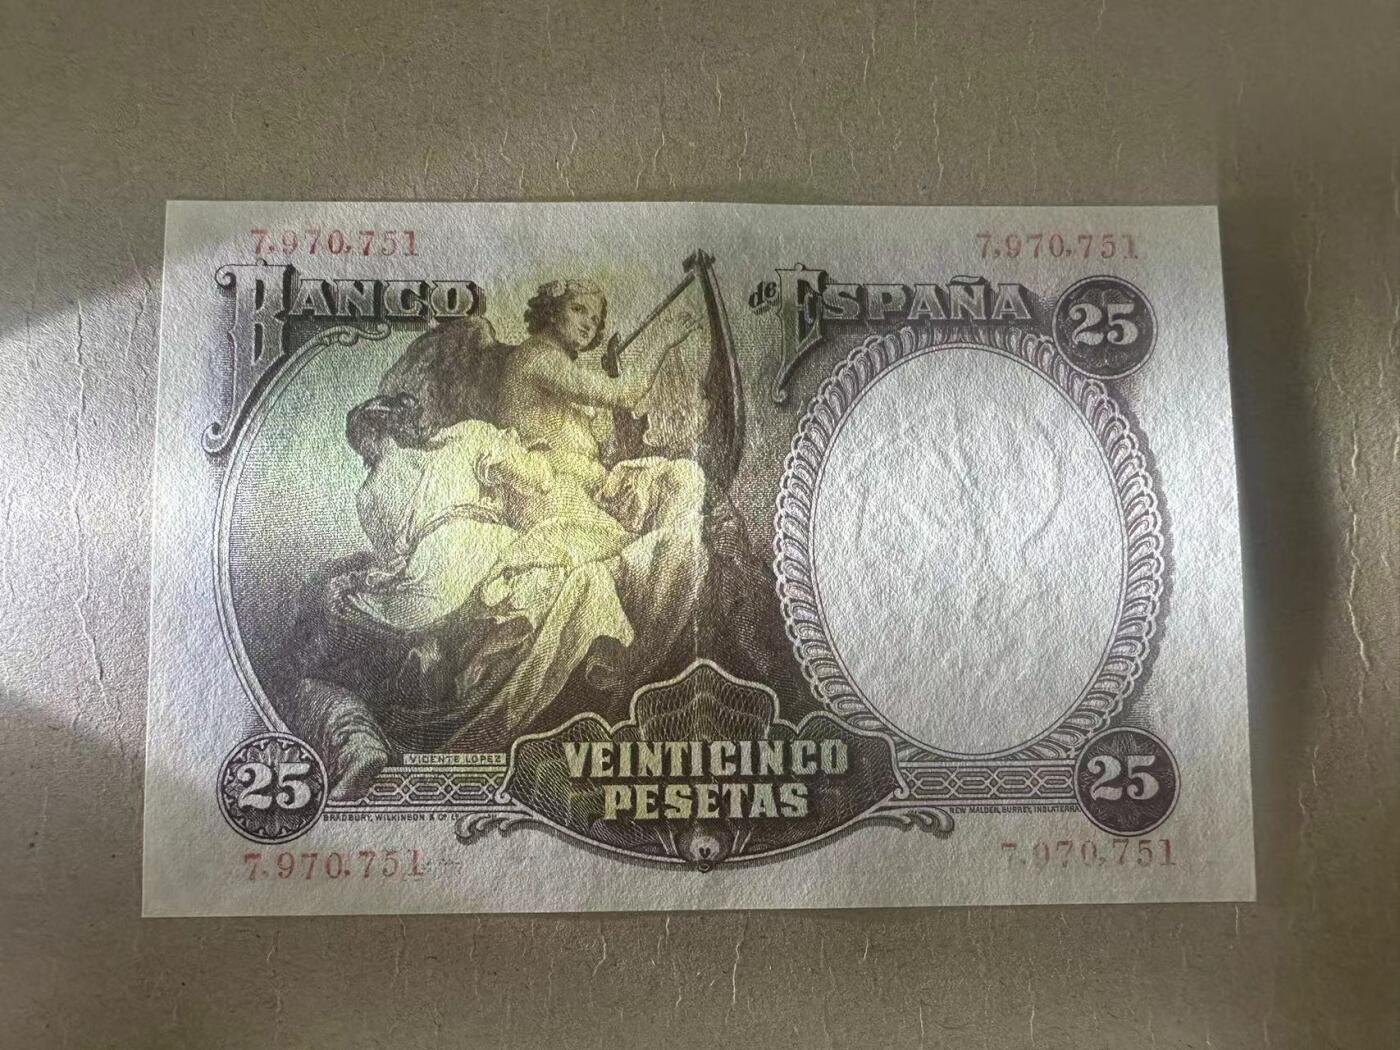 7,970,751
7,970,751
BANCO de ESPAÑA
25
VICENTE LOPEZ
VEINTICINCO
PESETAS
25
25
BRADBURY, WILKINSON & Cº Lᵈ
NEW MALDEN, SURREY, INGLATERRA
7,970,751
7,970,751